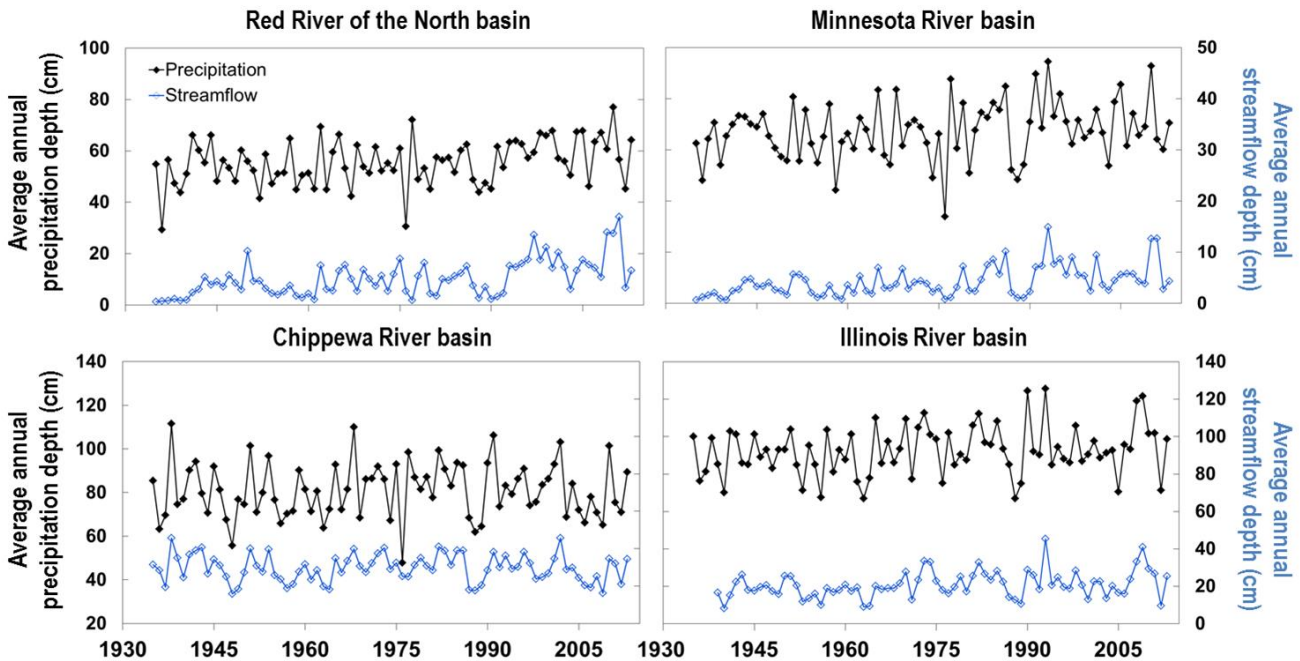 Red River of the North basin
Minnesota River basin
Average annual
precipitation depth (cm)
100
80
60
40
20
0
Precipitation
Streamflow
50
40
30
20
10
0
Average annual
streamflow depth (cm)
Chippewa River basin
Illinois River basin
Average annual
precipitation depth (cm)
140
120
100
80
60
40
20
1930
1945
1960
1975
1990
2005
1930
1945
1960
1975
1990
2005
140
120
100
80
60
40
20
0
Average annual
streamflow depth (cm)